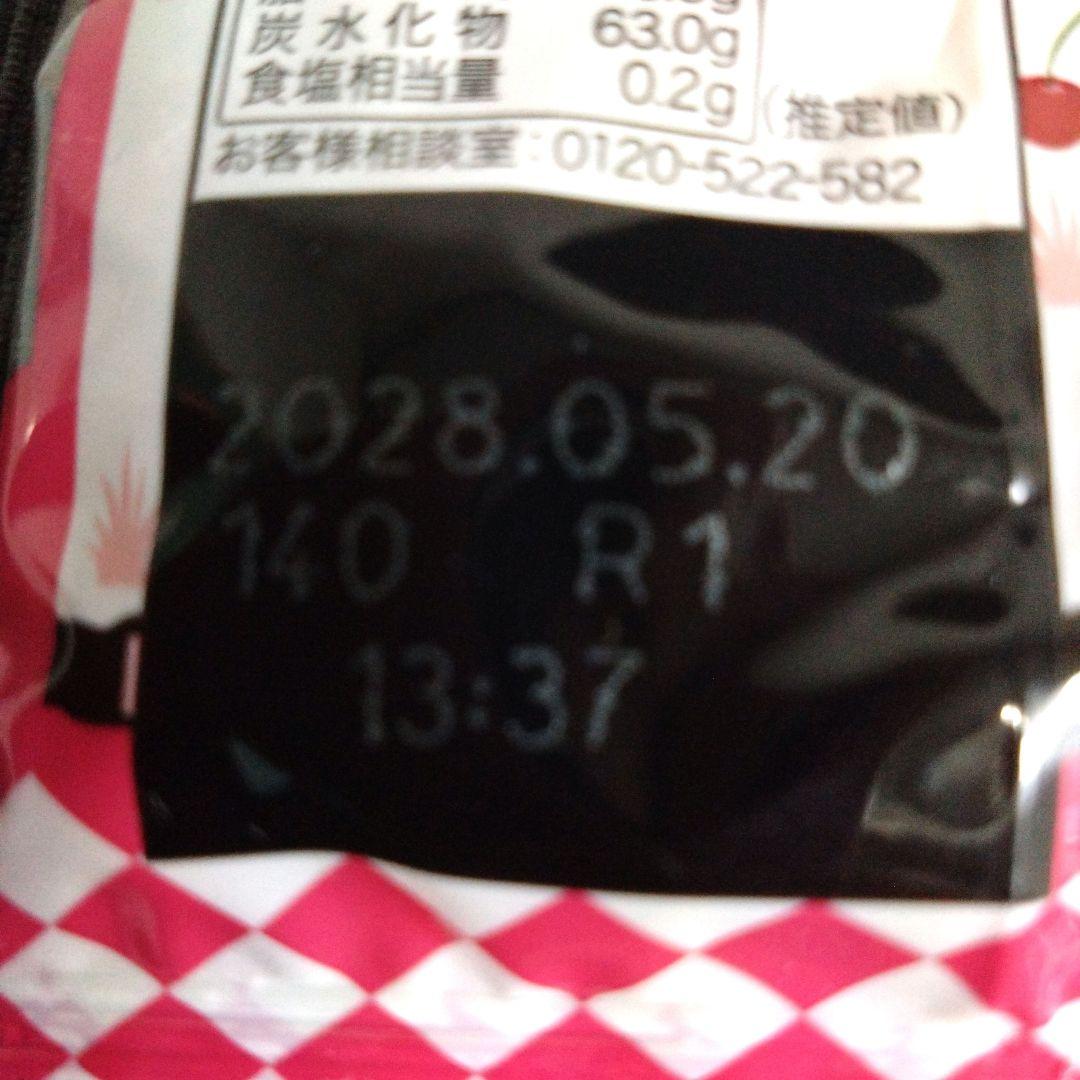 炭水化物 63.0g
食塩相当量 0.2g (推定値)
お客様相談室:0120-522-582
2028.05.20
140 R1
13:37